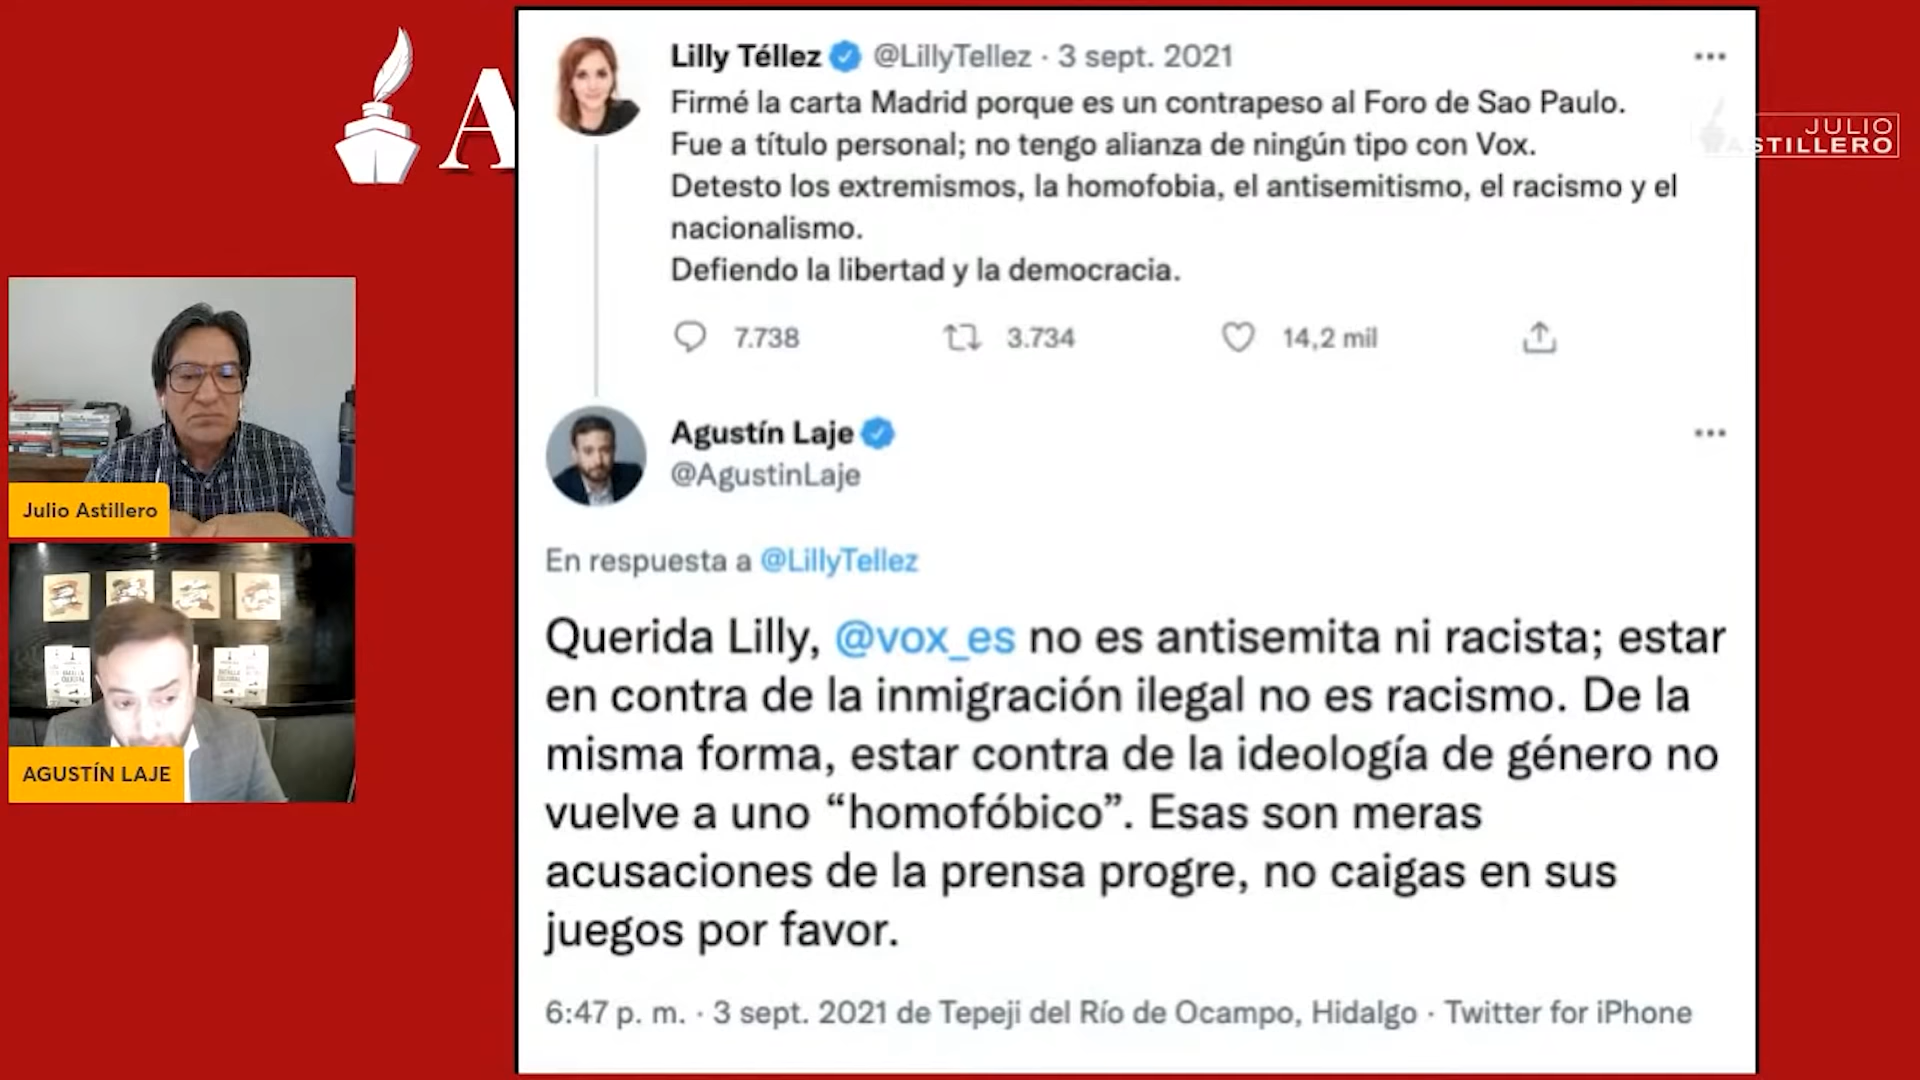 A
Lilly Téllez @LillyTellez · 3 sept. 2021
Firmé la carta Madrid porque es un contrapeso al Foro de Sao Paulo.
Fue a título personal; no tengo alianza de ningún tipo con Vox.
Detesto los extremismos, la homofobia, el antisemitismo, el racismo y el
nacionalismo.
Defiendo la libertad y la democracia.
7.738 3.734 14,2 mil
Agustín Laje
@AgustinLaje
En respuesta a @LillyTellez
Querida Lilly, @vox_es no es antisemita ni racista; estar
en contra de la inmigración ilegal no es racismo. De la
misma forma, estar contra de la ideología de género no
vuelve a uno “homofóbico”. Esas son meras
acusaciones de la prensa progre, no caigas en sus
juegos por favor.
6:47 p. m. · 3 sept. 2021 de Tepeji del Río de Ocampo, Hidalgo · Twitter for iPhone
JULIO
ASTILLERO
Julio Astillero
AGUSTÍN LAJE